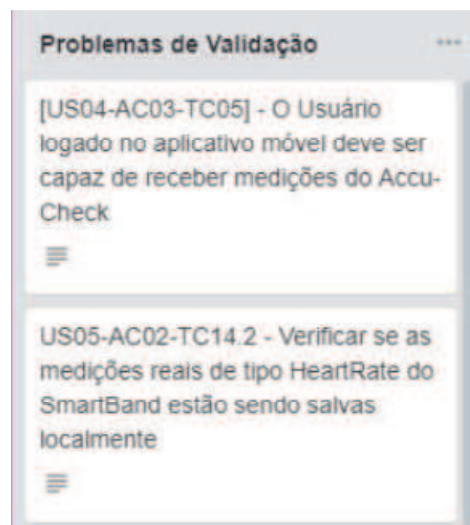 Problemas de Validação
[US04-AC03-TC05] - O Usuário
logado no aplicativo móvel deve ser
capaz de receber medições do Accu-
Check
US05-AC02-TC14.2 - Verificar se as
medições reais de tipo HeartRate do
SmartBand estão sendo salvas
localmente